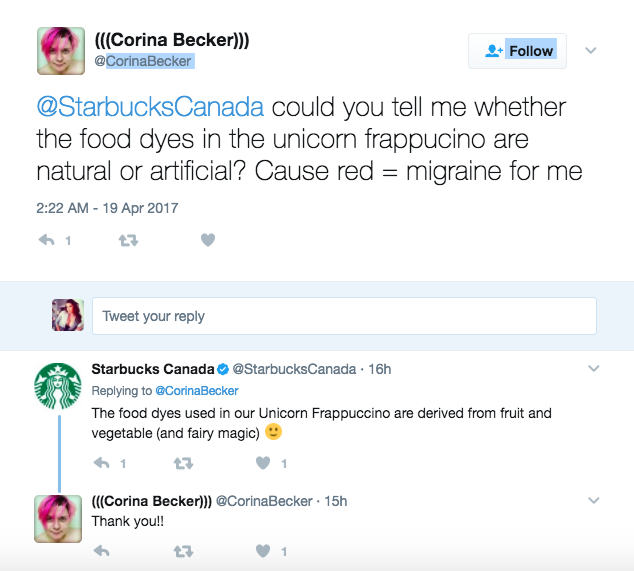 (((Corina Becker)))
@CorinaBecker
Follow
@StarbucksCanada could you tell me whether
the food dyes in the unicorn frappucino are
natural or artificial? Cause red = migraine for me
2:22 AM - 19 Apr 2017
1
Tweet your reply
Starbucks Canada @StarbucksCanada · 16h
Replying to @CorinaBecker
The food dyes used in our Unicorn Frappuccino are derived from fruit and
vegetable (and fairy magic) 🙂
1 1
(((Corina Becker))) @CorinaBecker · 15h
Thank you!!
1